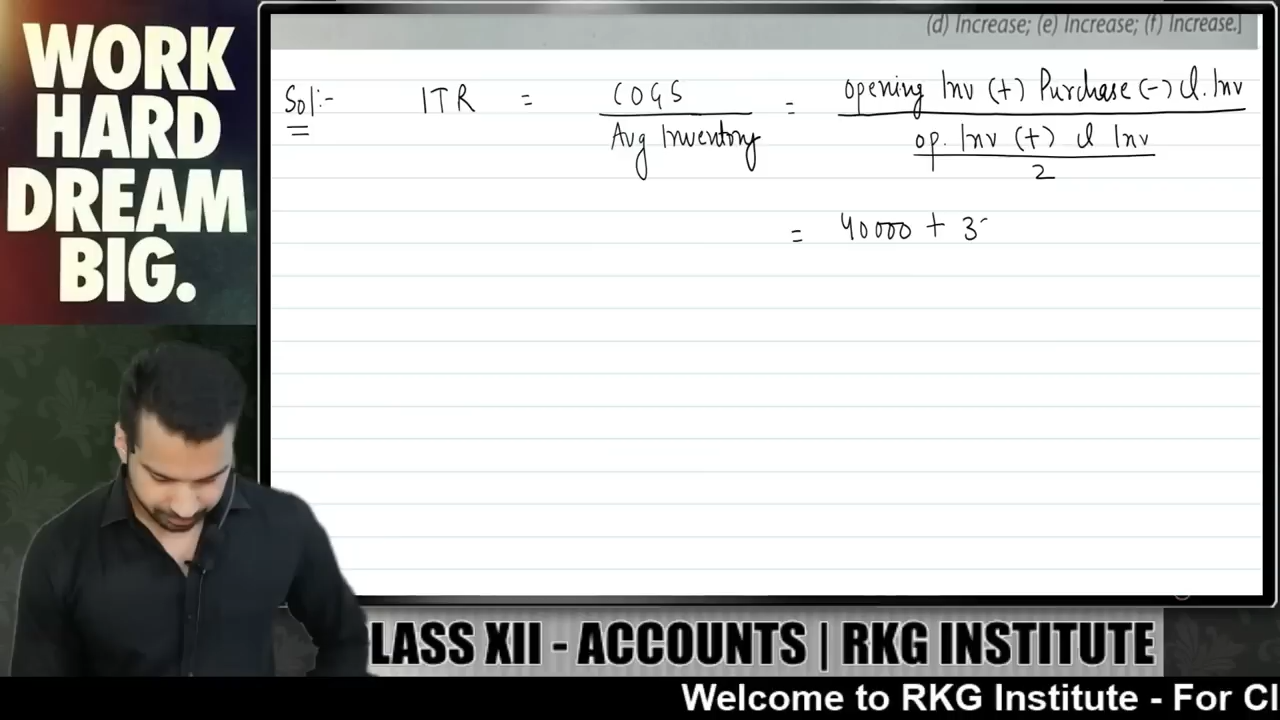 WORK
HARD
DREAM
BIG.
(d) Increase; (e) Increase; (f) Increase.]
Sol:- ITR = COGS / Avg Inventory = opening Inv (+) Purchase (-) cl. Inv / op. Inv (+) cl Inv / 2
= 40000 + 3
LASS XII - ACCOUNTS | RKG INSTITUTE
Welcome to RKG Institute - For Cl